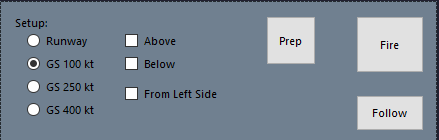 Setup:
Runway
GS 100 kt
GS 250 kt
GS 400 kt
Above
Below
From Left Side
Prep
Fire
Follow